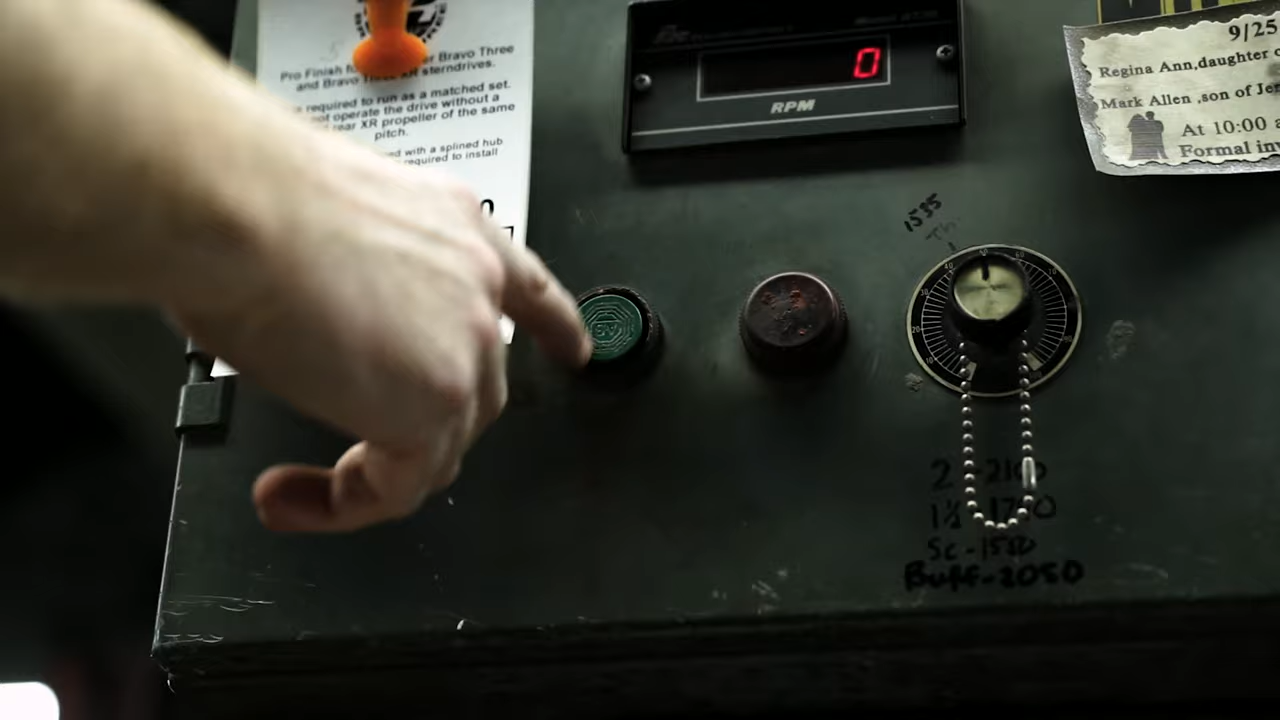 Pro Finish er Bravo Three
and Bravo Three XR sterndrives.
required to run as a matched set.
not operate the drive without a
rear XR propeller of the same
pitch.
ed with a splined hub
required to install
0
RPM
9/25
Regina Ann,daughter
Mark Allen ,son of Jer
At 10:00 a
Formal inv
1535
2 -2100
1½ 1750
Sc-1550
Buff-2050